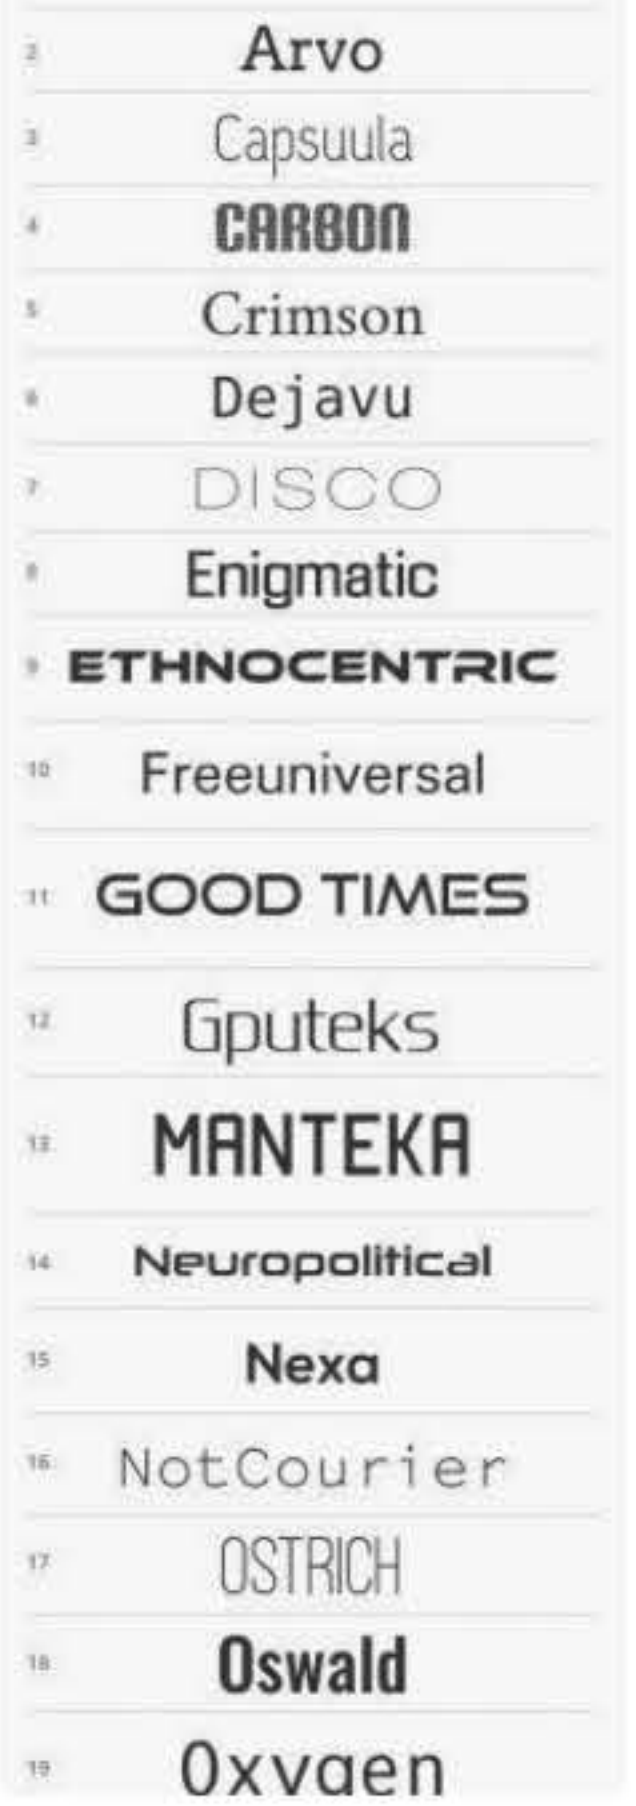 2 Arvo
3 Capsuula
4 CARBON
5 Crimson
6 Dejavu
7 DISCO
8 Enigmatic
9 ETHNOCENTRIC
10 Freeuniversal
11 GOOD TIMES
12 Gputeks
13 MANTEKA
14 Neuropolitical
15 Nexa
16 NotCourier
17 OSTRICH
18 Oswald
19 Oxygen